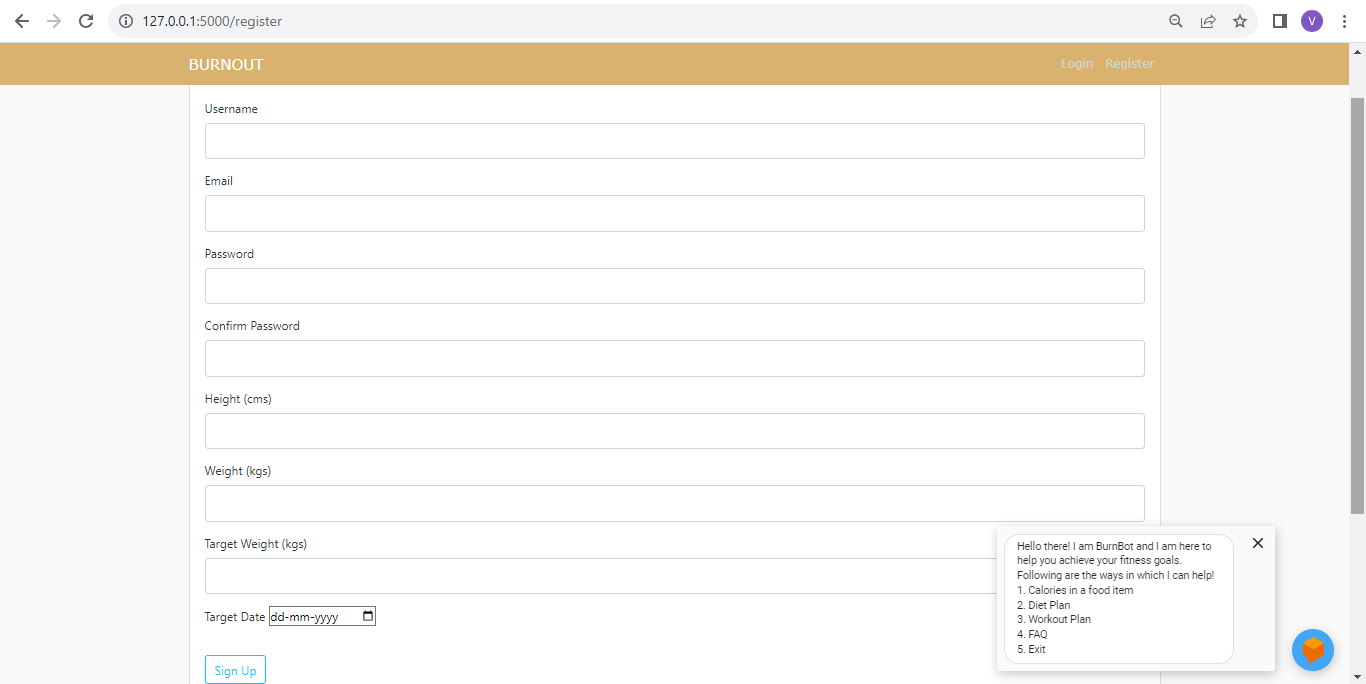 127.0.0.1:5000/register
V
BURNOUT
Login Register
Username
Email
Password
Confirm Password
Height (cms)
Weight (kgs)
Target Weight (kgs)
Target Date dd-mm-yyyy
Sign Up
Hello there! I am BurnBot and I am here to
help you achieve your fitness goals.
Following are the ways in which I can help!
1. Calories in a food item
2. Diet Plan
3. Workout Plan
4. FAQ
5. Exit